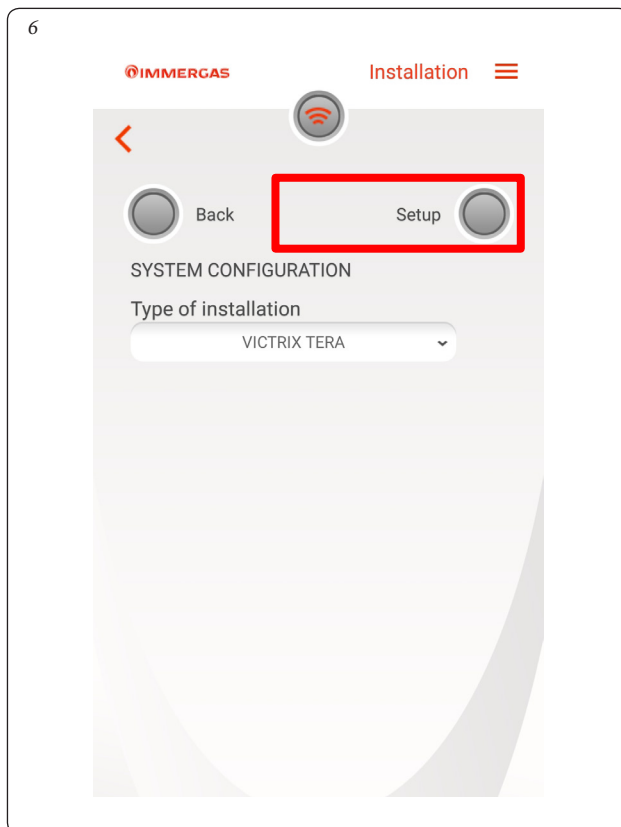 6
IMMERGAS
Installation
Back
Setup
SYSTEM CONFIGURATION
Type of installation
VICTRIX TERA